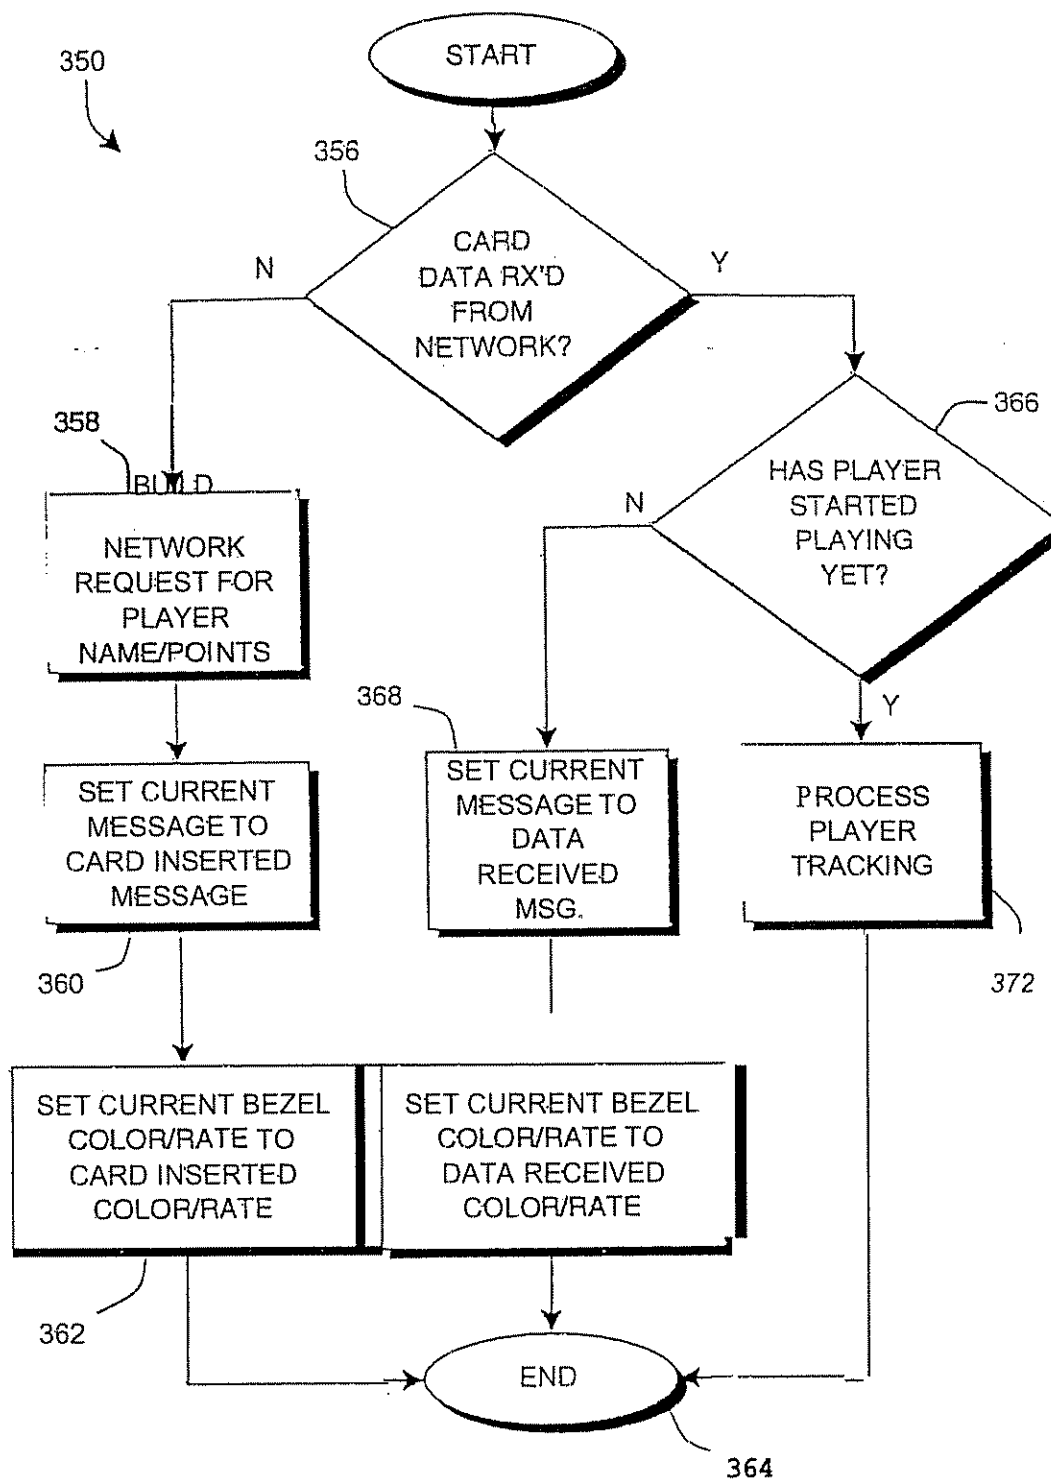 START
350
356
CARD
DATA RX'D
FROM
NETWORK?
N
Y
358
366
BUILD
NETWORK
REQUEST FOR
PLAYER
NAME/POINTS
HAS PLAYER
STARTED
PLAYING
YET?
N
Y
368
SET CURRENT
MESSAGE TO
CARD INSERTED
MESSAGE
SET CURRENT
MESSAGE TO
DATA
RECEIVED
MSG.
PROCESS
PLAYER
TRACKING
360
372
SET CURRENT BEZEL
COLOR/RATE TO
CARD INSERTED
COLOR/RATE
SET CURRENT BEZEL
COLOR/RATE TO
DATA RECEIVED
COLOR/RATE
362
END
364